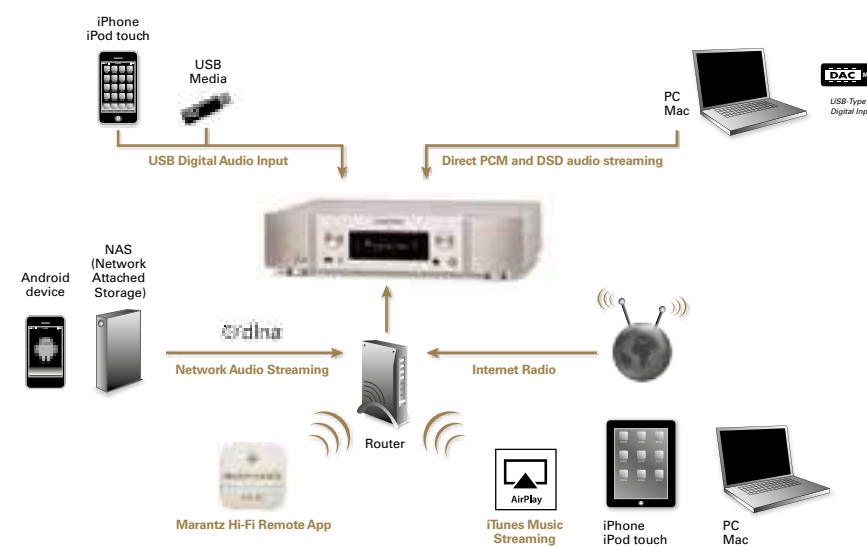 iPhone
iPod touch
USB
Media
PC
Mac
DAC
USB-Type
USB Digital Audio Input
Direct PCM and DSD audio streaming
NAS
(Network
Attached
Storage)
Android
device
dlna
Network Audio Streaming
Internet Radio
Router
Marantz Hi-Fi Remote App
AirPlay
iTunes Music
Streaming
iPhone
iPod touch
PC
Mac